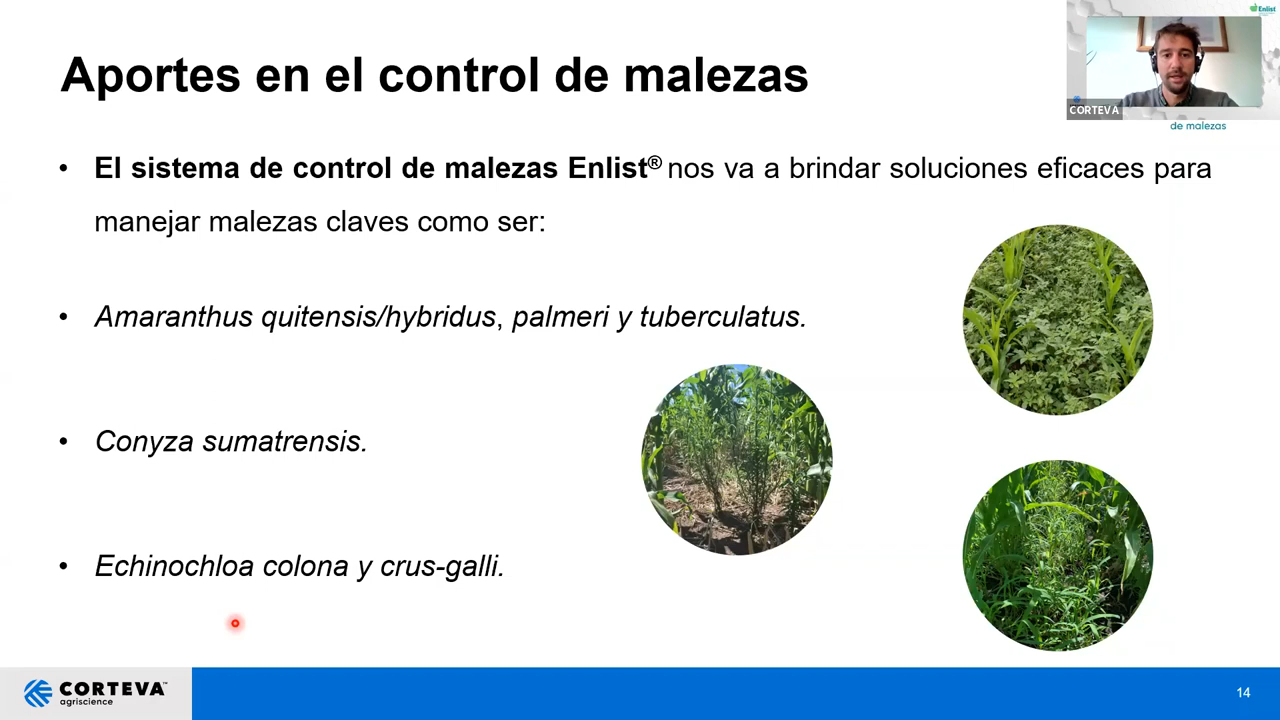 Enlist
CORTEVA
de malezas
Aportes en el control de malezas
• El sistema de control de malezas Enlist® nos va a brindar soluciones eficaces para
manejar malezas claves como ser:
• Amaranthus quitensis/hybridus, palmeri y tuberculatus.
• Conyza sumatrensis.
• Echinochloa colona y crus-galli.
CORTEVA™
agriscience
14